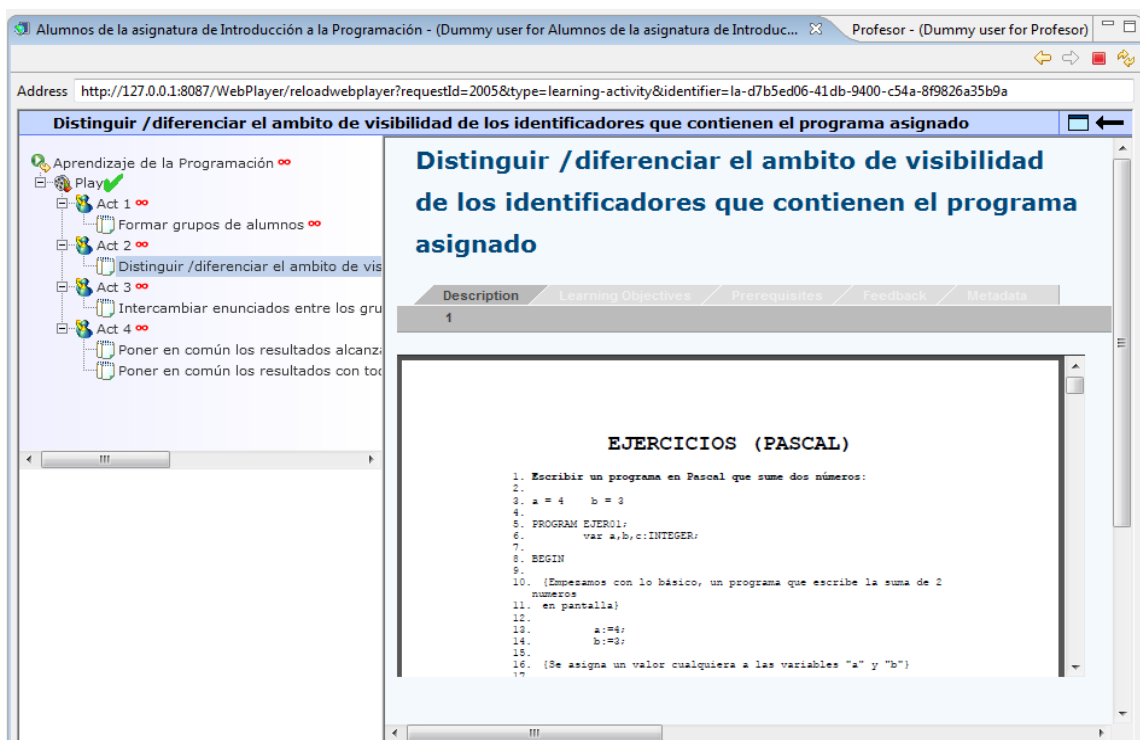 Alumnos de la asignatura de Introducción a la Programación - (Dummy user for Alumnos de la asignatura de Introduc...
Profesor - (Dummy user for Profesor)
Address http://127.0.0.1:8087/WebPlayer/reloadwebplayer?requestId=2005&type=learning-activity&identifier=la-d7b5ed06-41db-9400-c54a-8f9826a35b9a
Distinguir /diferenciar el ambito de visibilidad de los identificadores que contienen el programa asignado
Aprendizaje de la Programación
Play
Act 1
Formar grupos de alumnos
Act 2
Distinguir /diferenciar el ambito de vis
Act 3
Intercambiar enunciados entre los gru
Act 4
Poner en común los resultados alcanza
Poner en común los resultados con toc
Distinguir /diferenciar el ambito de visibilidad
de los identificadores que contienen el programa
asignado
Description Learning Objectives Prerequisites Feedback Metadata
1
EJERCICIOS (PASCAL)
1. Escribir un programa en Pascal que sume dos números:
2.
3. a = 4 b = 3
4.
5. PROGRAM EJER01;
6. var a,b,c:INTEGER;
7.
8. BEGIN
9.
10. {Empezamos con lo básico, un programa que escribe la suma de 2
numeros
11. en pantalla}
12.
13. a:=4;
14. b:=3;
15.
16. {Se asigna un valor cualquiera a las variables "a" y "b"}
17